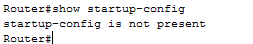 Router#show startup-config
startup-config is not present
Router#